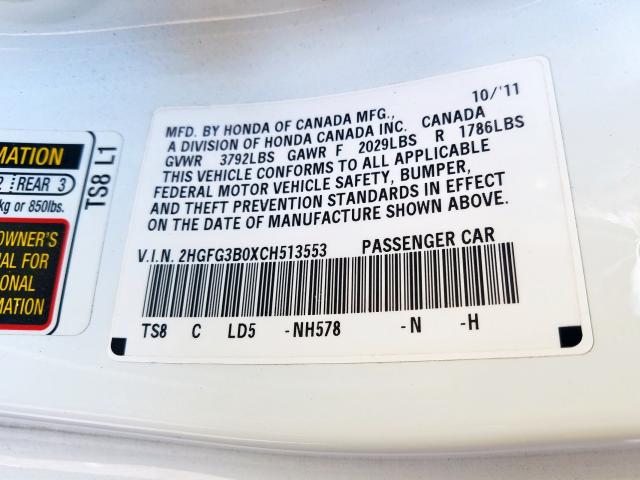 MFD. BY HONDA OF CANADA MFG., 10/'11
A DIVISION OF HONDA CANADA INC. CANADA
GVWR 3792LBS GAWR F 2029LBS R 1786LBS
THIS VEHICLE CONFORMS TO ALL APPLICABLE
FEDERAL MOTOR VEHICLE SAFETY, BUMPER,
AND THEFT PREVENTION STANDARDS IN EFFECT
ON THE DATE OF MANUFACTURE SHOWN ABOVE.
V.I.N. 2HGFG3B0XCH513553 PASSENGER CAR
TS8 C LD5 -NH578 -N -H
MATION
2 REAR 3
kg or 850lbs.
OWNER'S
AL FOR
ONAL
MATION
TS8 L1